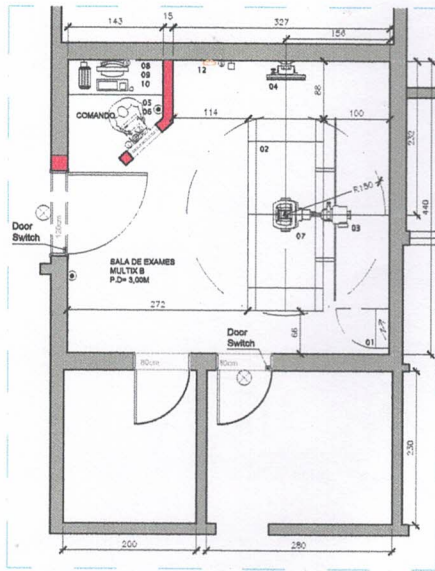 143
15
327
156
08
09
10
12
04
88
05
06
COMANDO
114
100
02
232
440
R.150
Door
Switch
120cm
07
03
SALA DE EXAMES
MULTIX B
P.D= 3,00M
272
66
01
Door
Switch
80cm
80cm
230
200
280